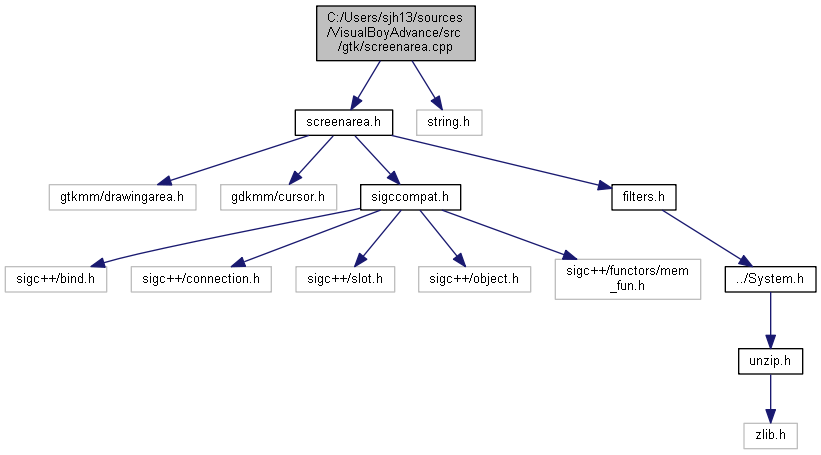 C:/Users/sjh13/sources
/VisualBoyAdvance/src
/gtk/screenarea.cpp
screenarea.h
string.h
gtkmm/drawingarea.h
gdkmm/cursor.h
sigccompat.h
filters.h
sigc++/bind.h
sigc++/connection.h
sigc++/slot.h
sigc++/object.h
sigc++/functors/mem
_fun.h
../System.h
unzip.h
zlib.h